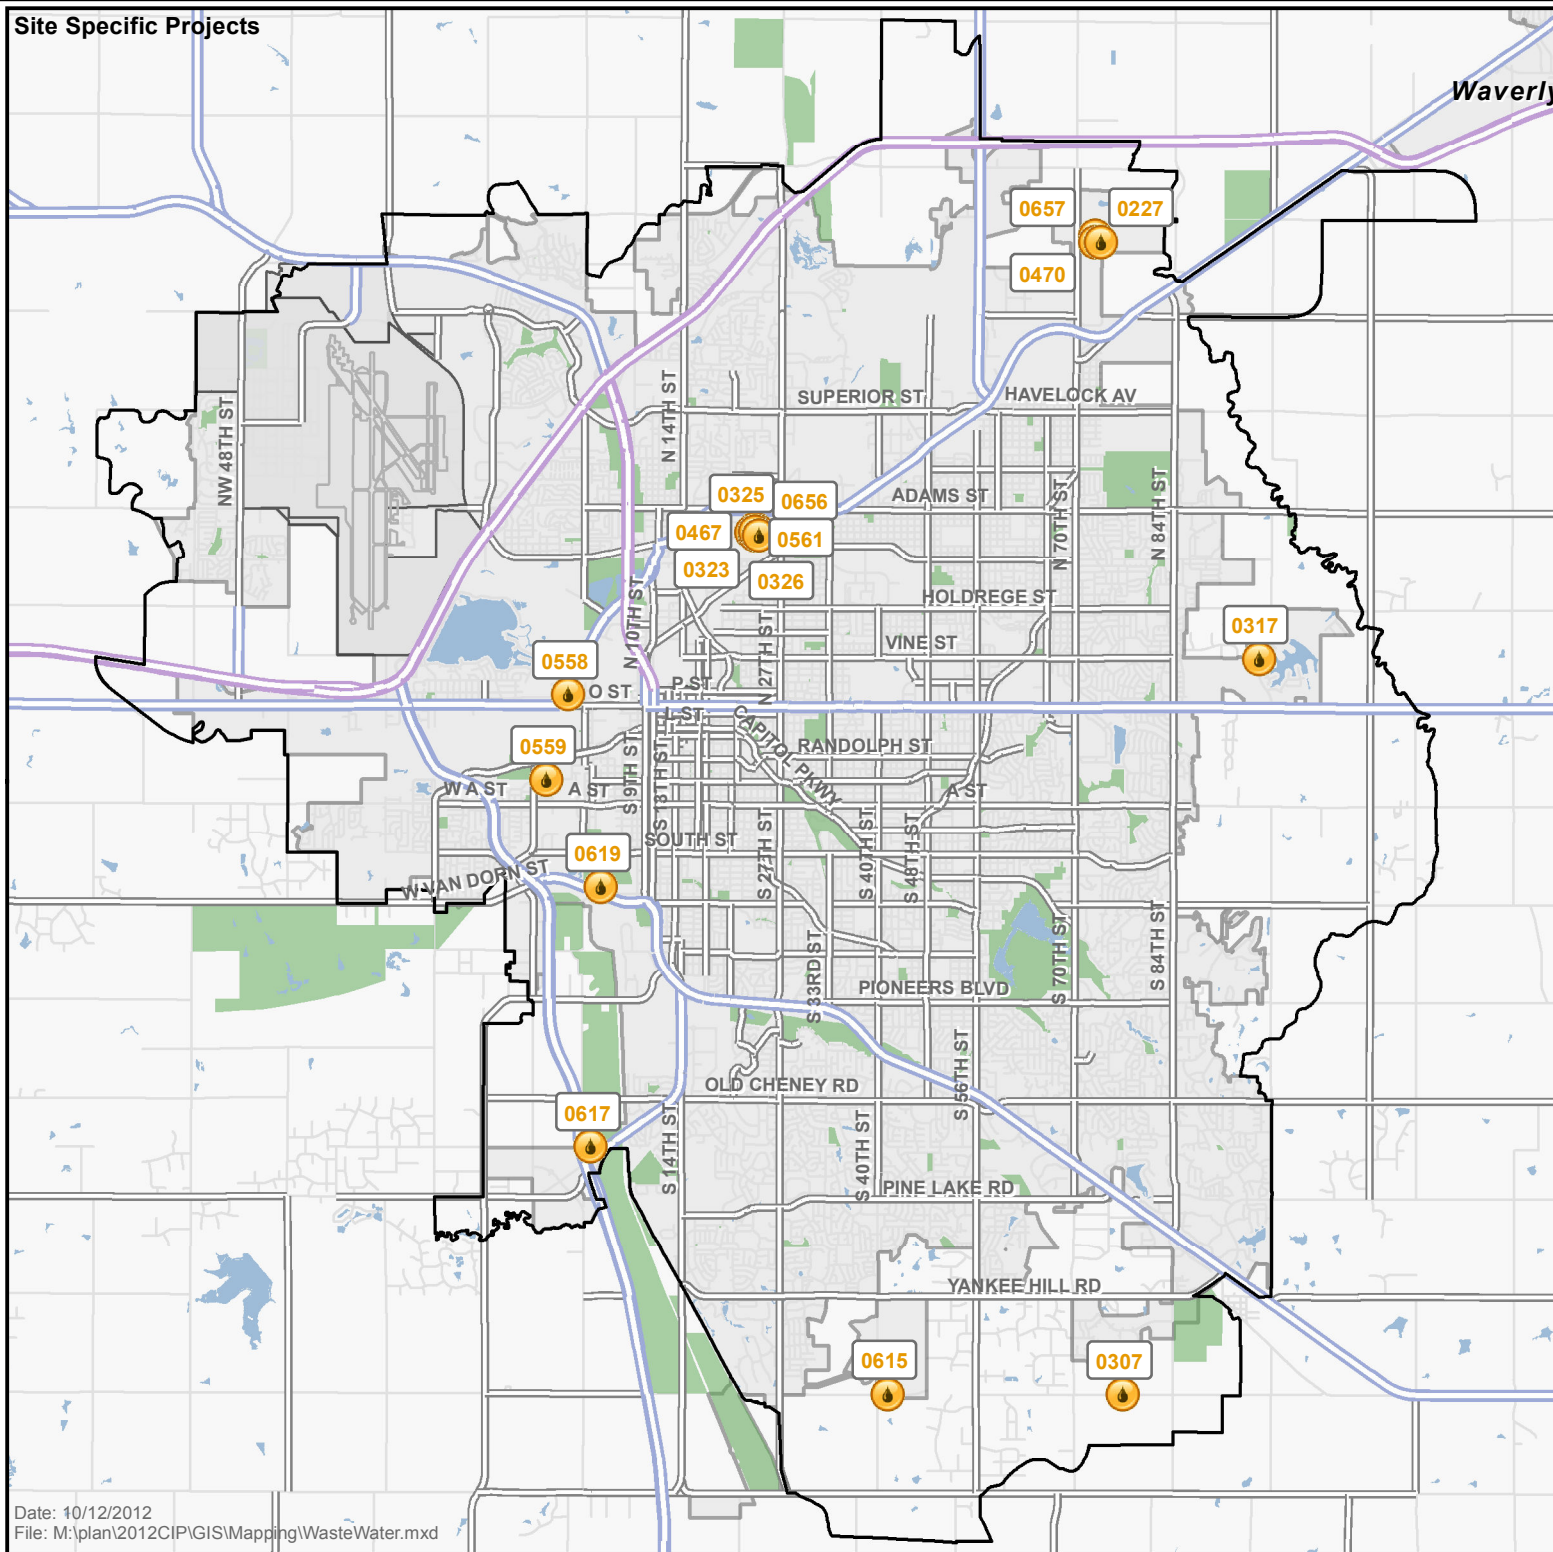 Site Specific Projects
Waverly
0657
0227
0470
SUPERIOR ST
HAVELOCK AV
N 14TH ST
NW 48TH ST
0325
0656
ADAMS ST
N 70TH ST
N 84TH ST
0467
0561
0323
0326
HOLDREGE ST
N 10TH ST
N 27TH ST
VINE ST
0317
0558
O ST
P ST
L ST
CAPITOL PKWY
RANDOLPH ST
0559
W A ST
A ST
S 9TH ST
S 13TH ST
A ST
SOUTH ST
S 27TH ST
S 40TH ST
S 48TH ST
0619
W VAN DORN ST
S 33RD ST
S 70TH ST
S 84TH ST
PIONEERS BLVD
S 56TH ST
OLD CHENEY RD
0617
S 14TH ST
S 40TH ST
PINE LAKE RD
YANKEE HILL RD
0615
0307
Date: 10/12/2012
File: M:\plan\2012CIP\GIS\Mapping\WasteWater.mxd